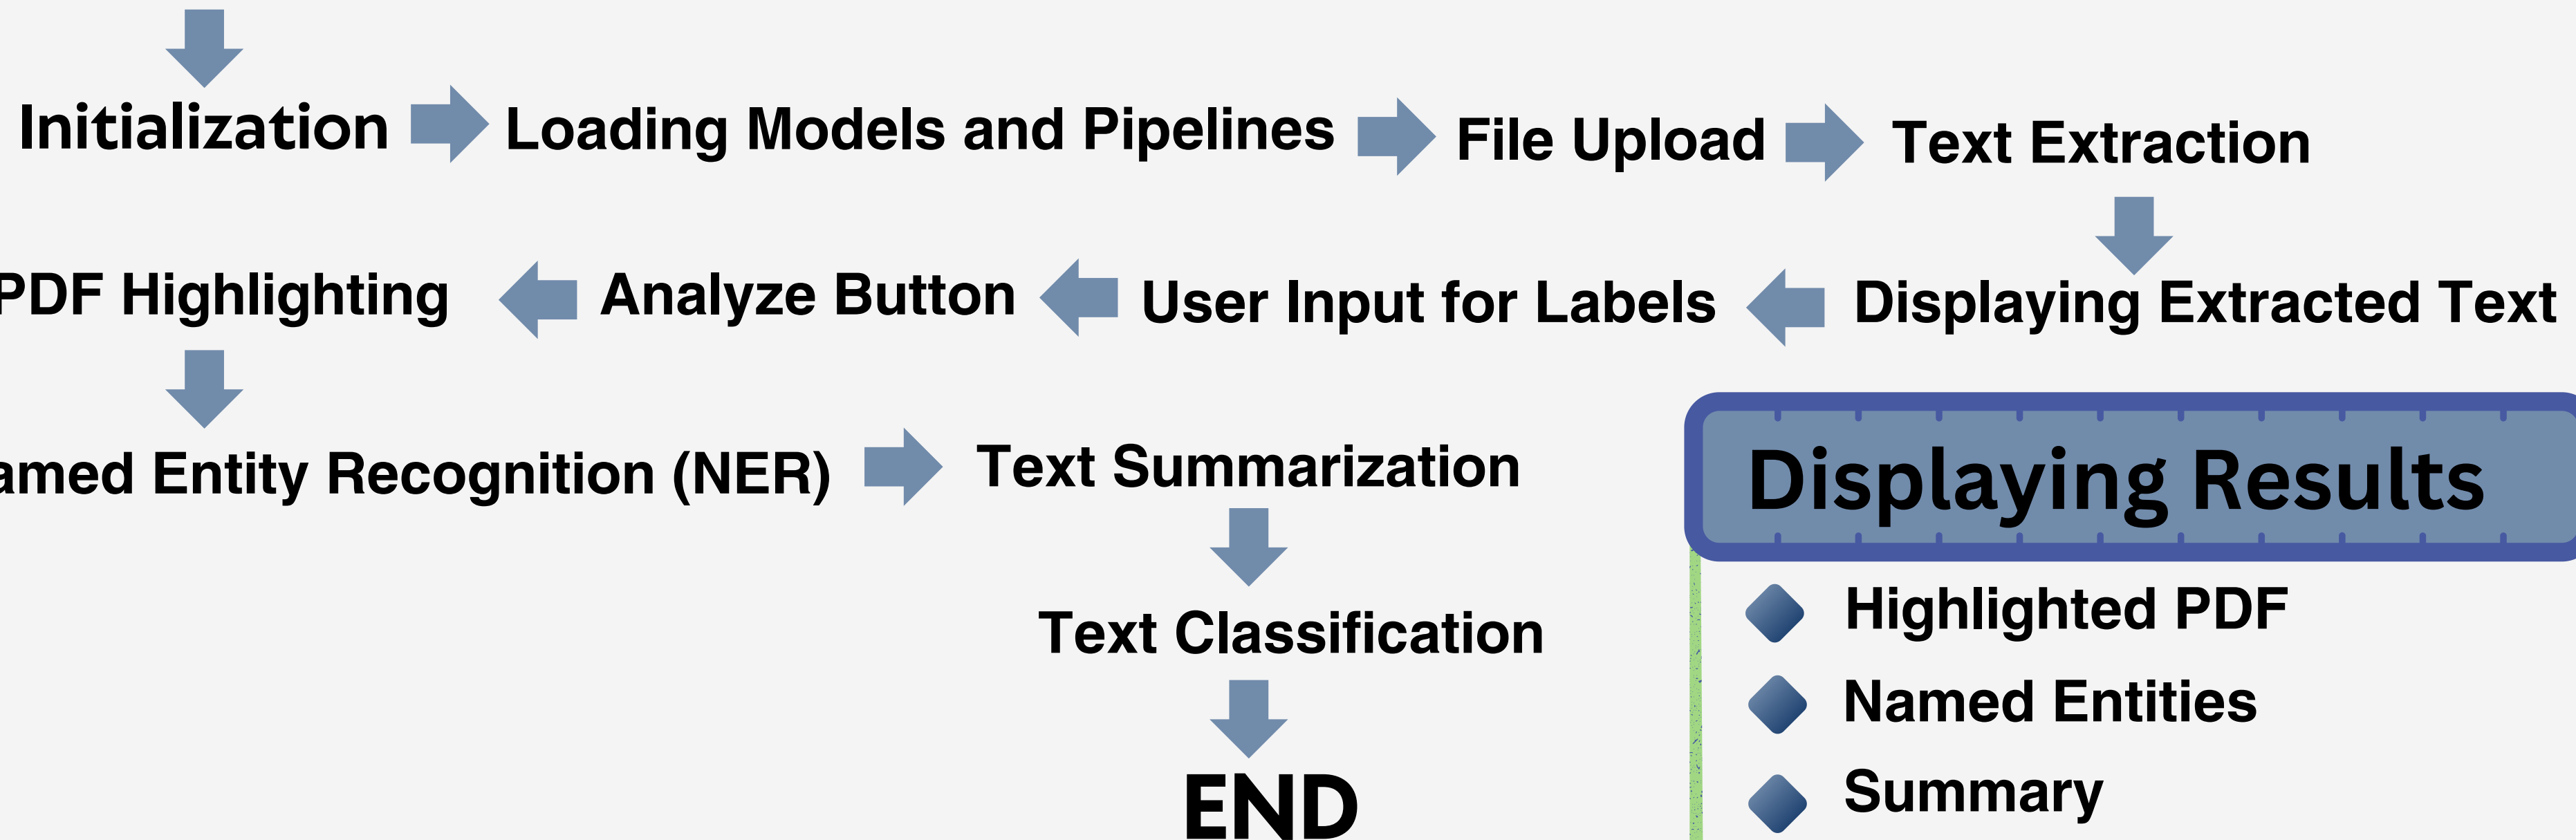 Initialization Loading Models and Pipelines File Upload Text Extraction
PDF Highlighting Analyze Button User Input for Labels Displaying Extracted Text
amed Entity Recognition (NER) Text Summarization
Text Classification
END
Displaying Results
Highlighted PDF
Named Entities
Summary